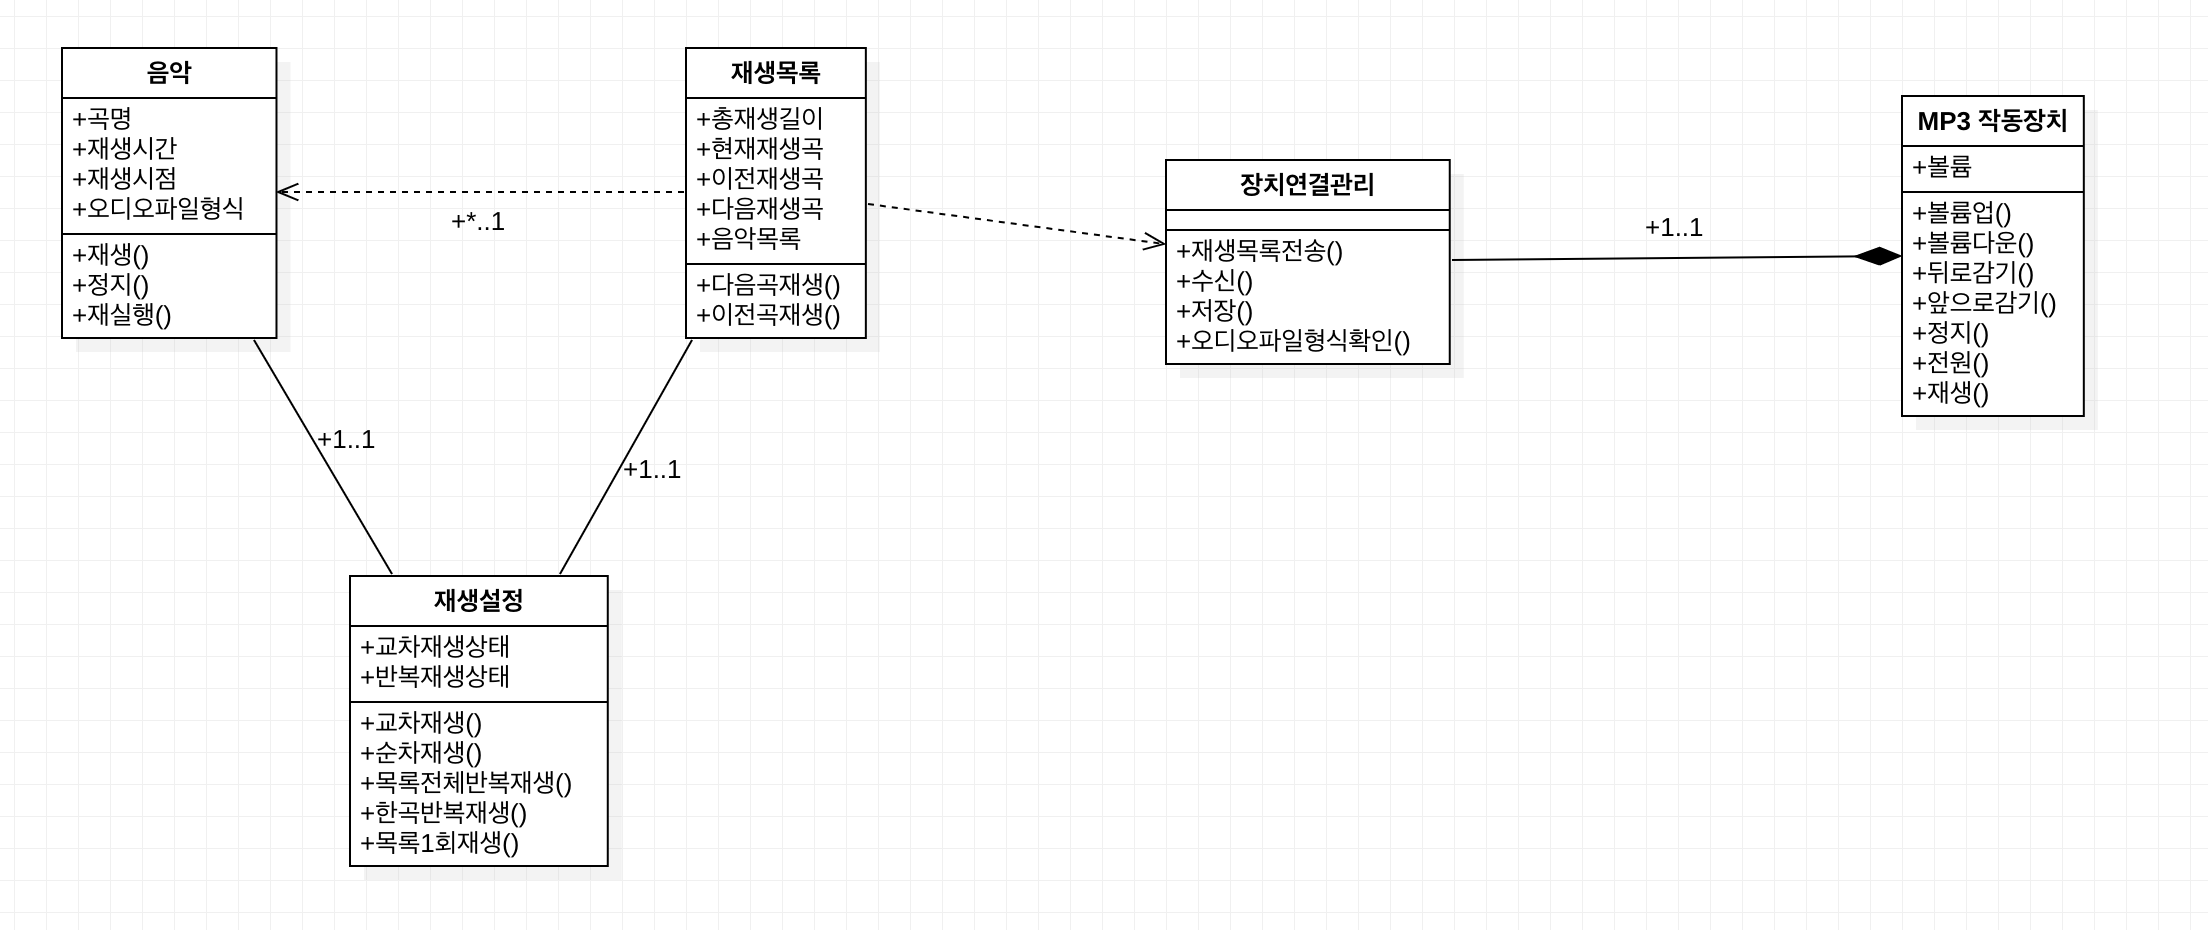 음악
+곡명
+재생시간
+재생시점
+오디오파일형식
+재생()
+정지()
+재실행()
+*..1
재생목록
+총재생길이
+현재재생곡
+이전재생곡
+다음재생곡
+음악목록
+다음곡재생()
+이전곡재생()
장치연결관리
+재생목록전송()
+수신()
+저장()
+오디오파일형식확인()
+1..1
MP3 작동장치
+볼륨
+볼륨업()
+볼륨다운()
+뒤로감기()
+앞으로감기()
+정지()
+전원()
+재생()
+1..1
+1..1
재생설정
+교차재생상태
+반복재생상태
+교차재생()
+순차재생()
+목록전체반복재생()
+한곡반복재생()
+목록1회재생()